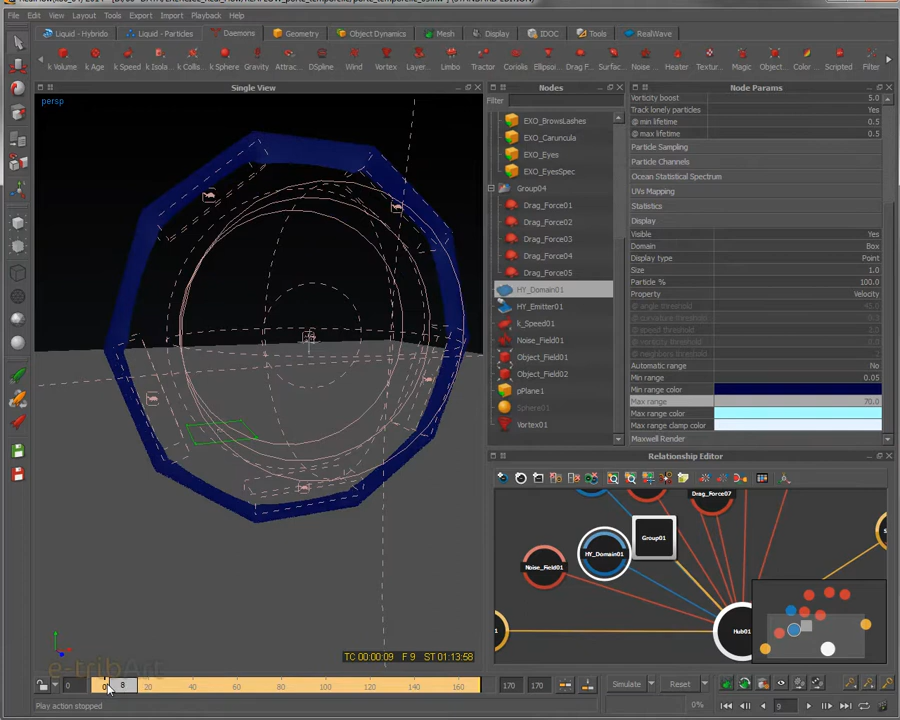 File Edit View Layout Tools Export Import Playback Help
Liquid - Hybrido Liquid - Particles Daemons Geometry Object Dynamics Mesh Display IDOC Tools RealWave
k Volume k Age k Speed k Isola... k Collis... k Sphere Gravity Attrac... DSpline Wind Vortex Layer... Limbo Tractor Coriolis Ellipsoi... Drag F... Surfac... Noise ... Heater Textur... Magic Object... Color ... Scripted Filter
Single View
persp
TC 00:00:09 F 9 ST 01:13:58
e-tribArt
Nodes
Filter
EXO_BrowsLashes
EXO_Caruncula
EXO_Eyes
EXO_EyesSpec
Group04
Drag_Force01
Drag_Force02
Drag_Force03
Drag_Force04
Drag_Force05
HY_Domain01
HY_Emitter01
k_Speed01
Noise_Field01
Object_Field01
Object_Field02
pPlane1
Sphere01
Vortex01
Node Params
Vorticity boost 5.0
Track lonely particles Yes
@ min lifetime 0.5
@ max lifetime 0.5
Particle Sampling
Particle Channels
Ocean Statistical Spectrum
UVs Mapping
Statistics
Display
Visible Yes
Domain Box
Display type Point
Size 1.0
Particle % 100.0
Property Velocity
Automatic range No
Min range 0.05
Min range color
Max range 70.0
Max range color
Max range clamp color
Maxwell Render
Relationship Editor
Drag_Force07
Group01
HY_Domain01
Noise_Field01
Hub01
0 0 8 20 40 60 80 100 120 140 160 170 170 Simulate Reset
Play action stopped 0% 9